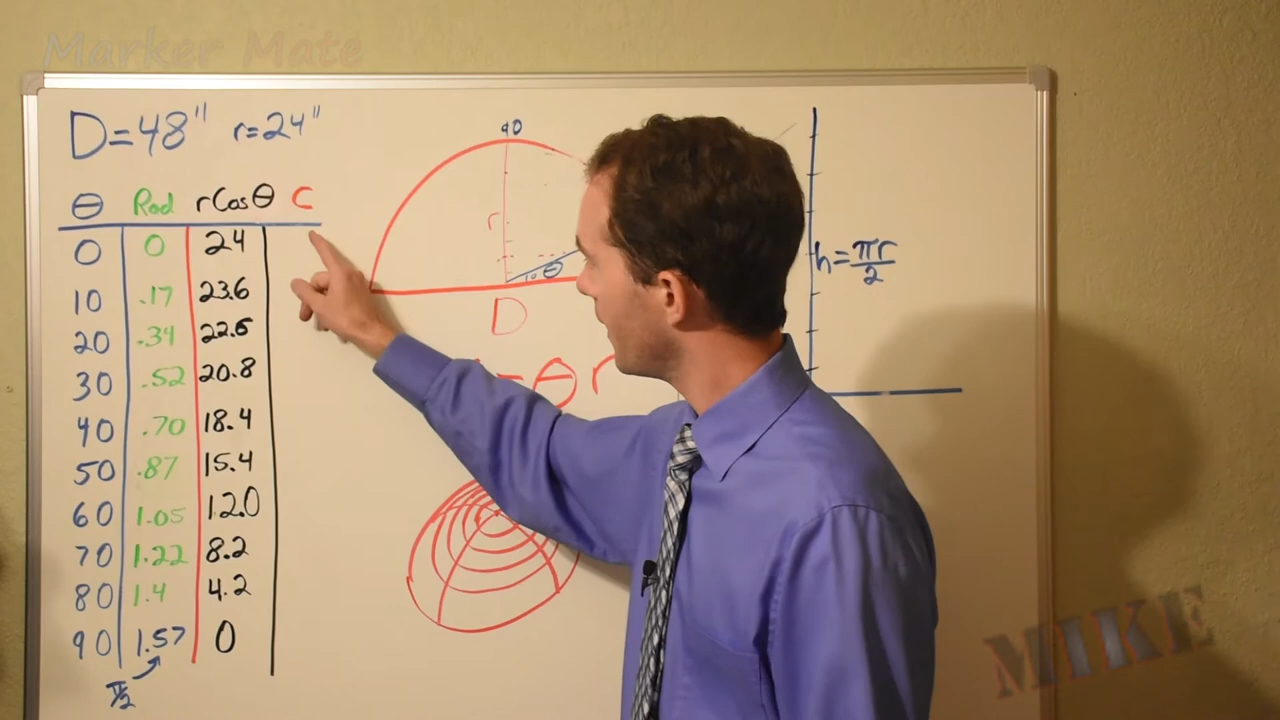 Marker Mate
D=48" r=24"
θ Rad rCosθ C
0 0 24
10 .17 23.6
20 .34 22.5
30 .52 20.8
40 .70 18.4
50 .87 15.4
60 1.05 12.0
70 1.22 8.2
80 1.4 4.2
90 1.57 0
π/2
90
r
10 θ
D
θ r
h=πr/2
MIKE